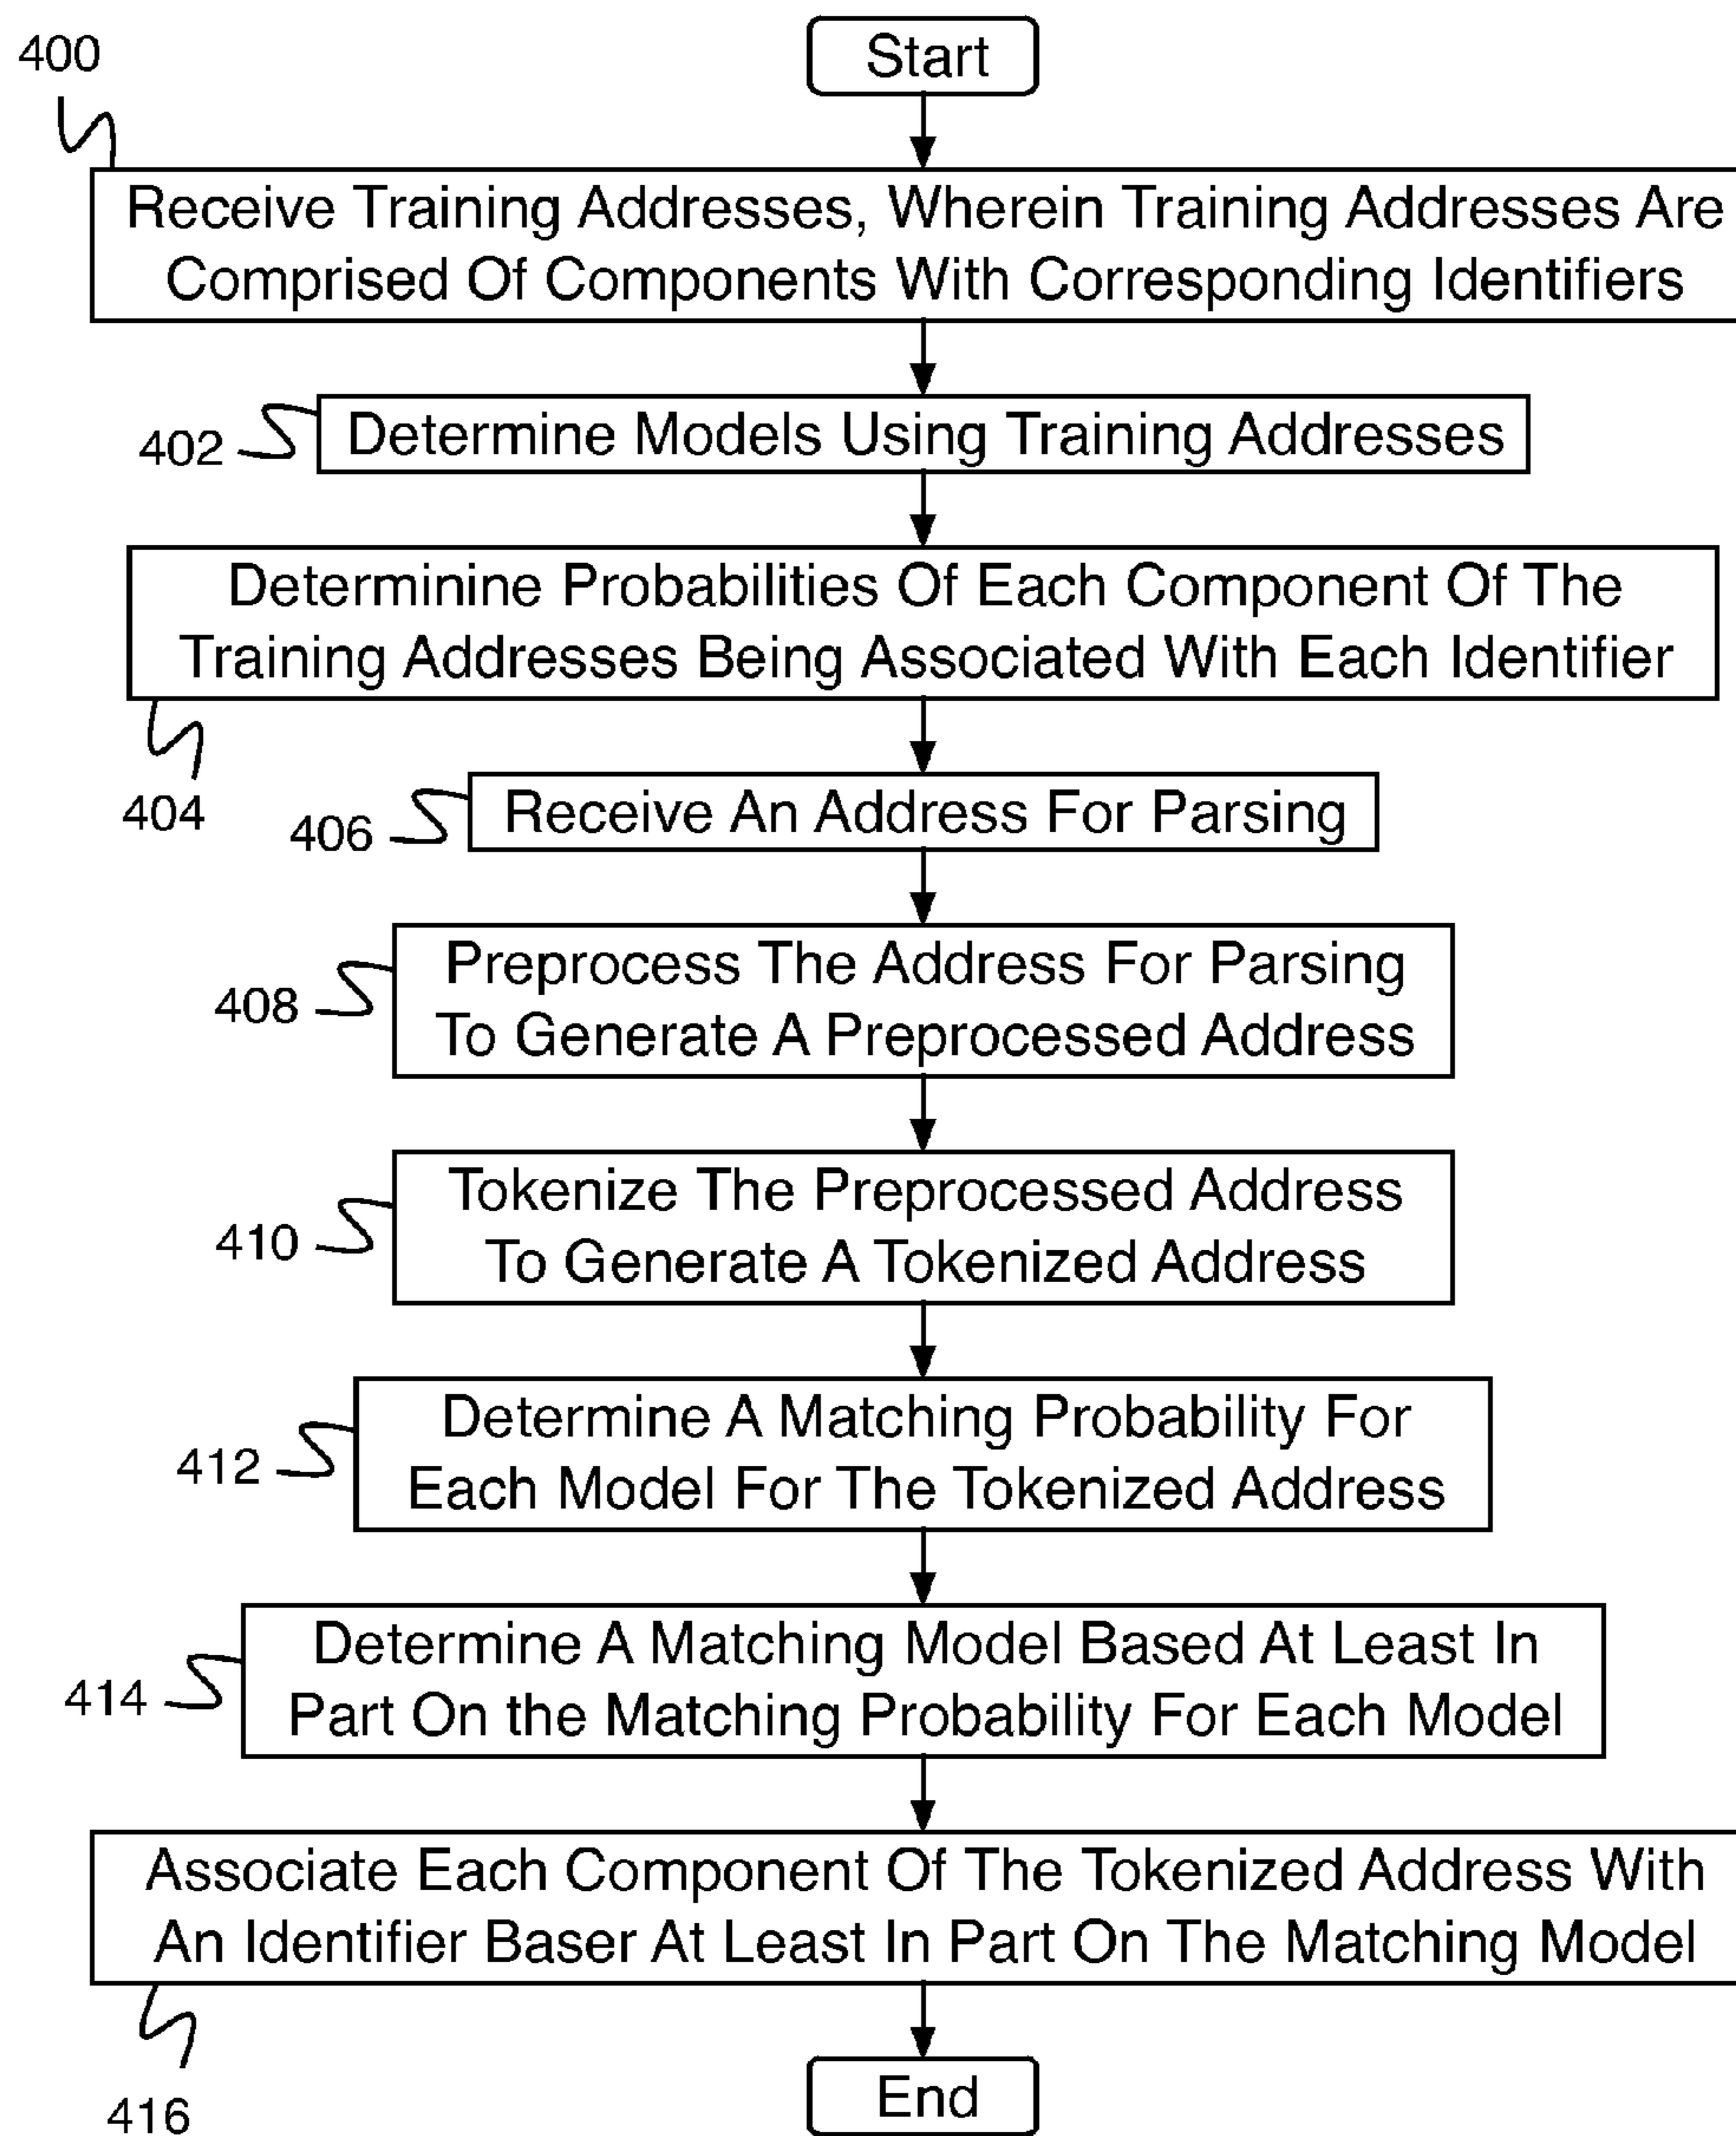 400
Start
Receive Training Addresses, Wherein Training Addresses Are
Comprised Of Components With Corresponding Identifiers
402
Determine Models Using Training Addresses
Determinine Probabilities Of Each Component Of The
Training Addresses Being Associated With Each Identifier
404
406
Receive An Address For Parsing
408
Preprocess The Address For Parsing
To Generate A Preprocessed Address
410
Tokenize The Preprocessed Address
To Generate A Tokenized Address
412
Determine A Matching Probability For
Each Model For The Tokenized Address
414
Determine A Matching Model Based At Least In
Part On the Matching Probability For Each Model
Associate Each Component Of The Tokenized Address With
An Identifier Baser At Least In Part On The Matching Model
416
End